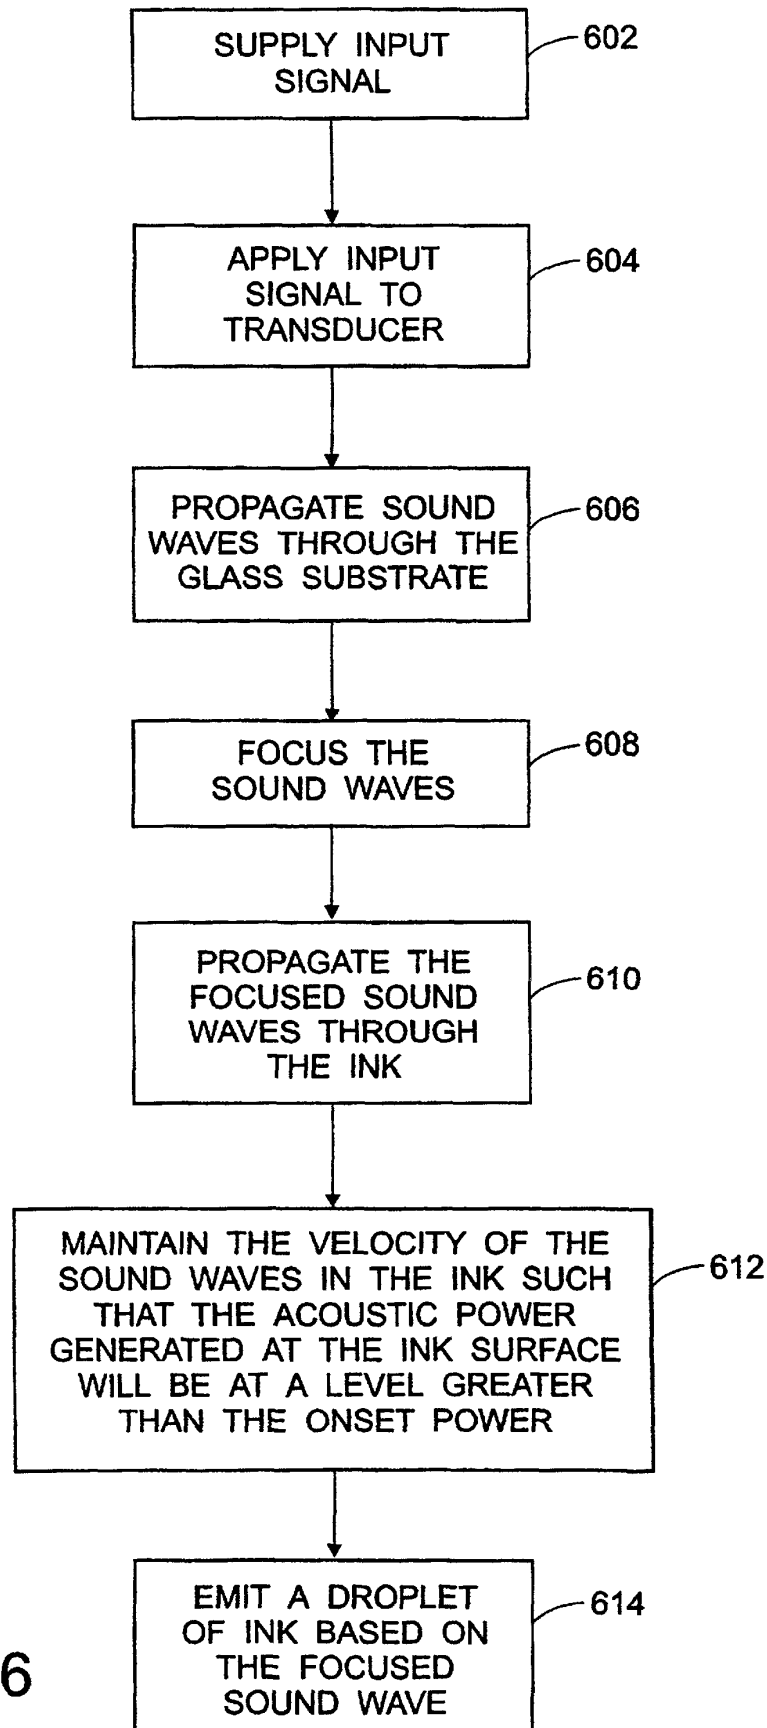 SUPPLY INPUT
SIGNAL
602
APPLY INPUT
SIGNAL TO
TRANSDUCER
604
PROPAGATE SOUND
WAVES THROUGH THE
GLASS SUBSTRATE
606
FOCUS THE
SOUND WAVES
608
PROPAGATE THE
FOCUSED SOUND
WAVES THROUGH
THE INK
610
MAINTAIN THE VELOCITY OF THE
SOUND WAVES IN THE INK SUCH
THAT THE ACOUSTIC POWER
GENERATED AT THE INK SURFACE
WILL BE AT A LEVEL GREATER
THAN THE ONSET POWER
612
EMIT A DROPLET
OF INK BASED ON
THE FOCUSED
SOUND WAVE
614
6